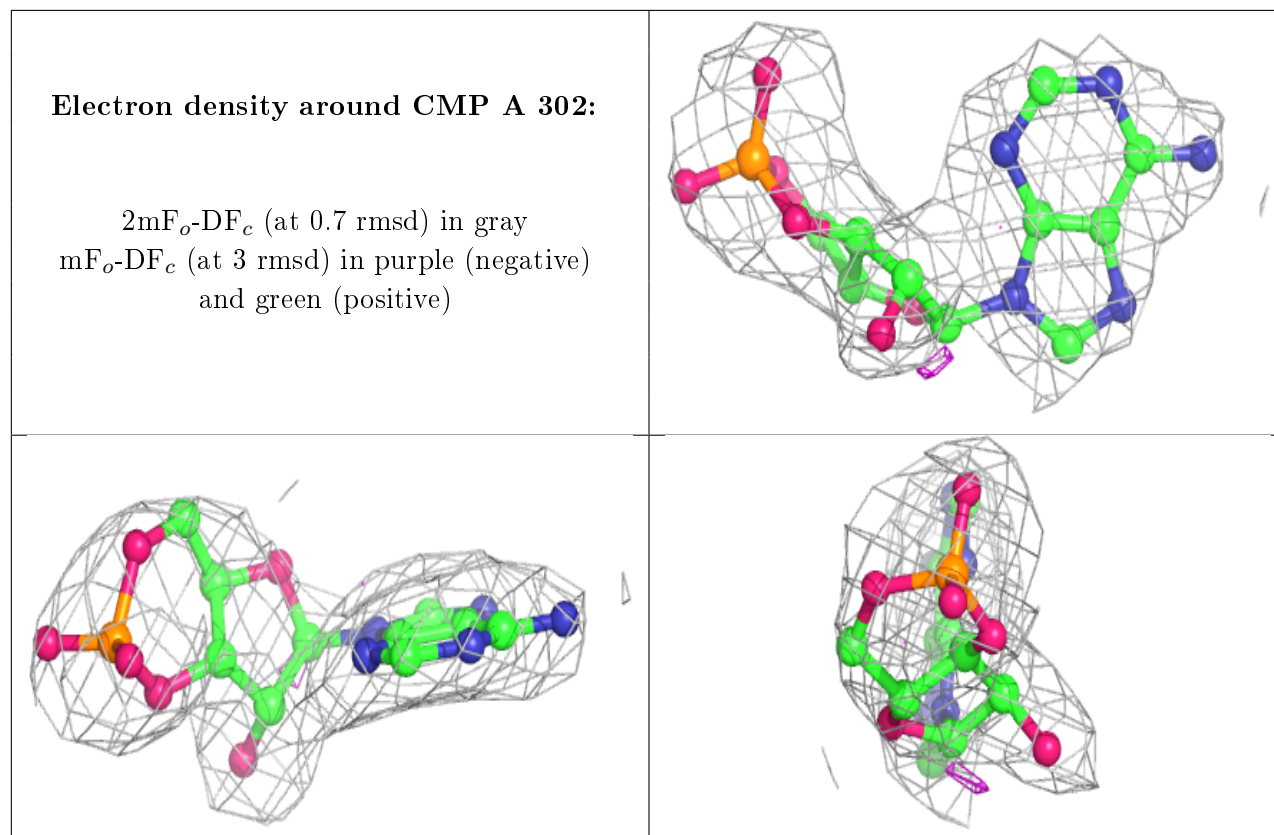 Electron density around CMP A 302:
2mFo-DFc (at 0.7 rmsd) in gray
mFo-DFc (at 3 rmsd) in purple (negative)
and green (positive)